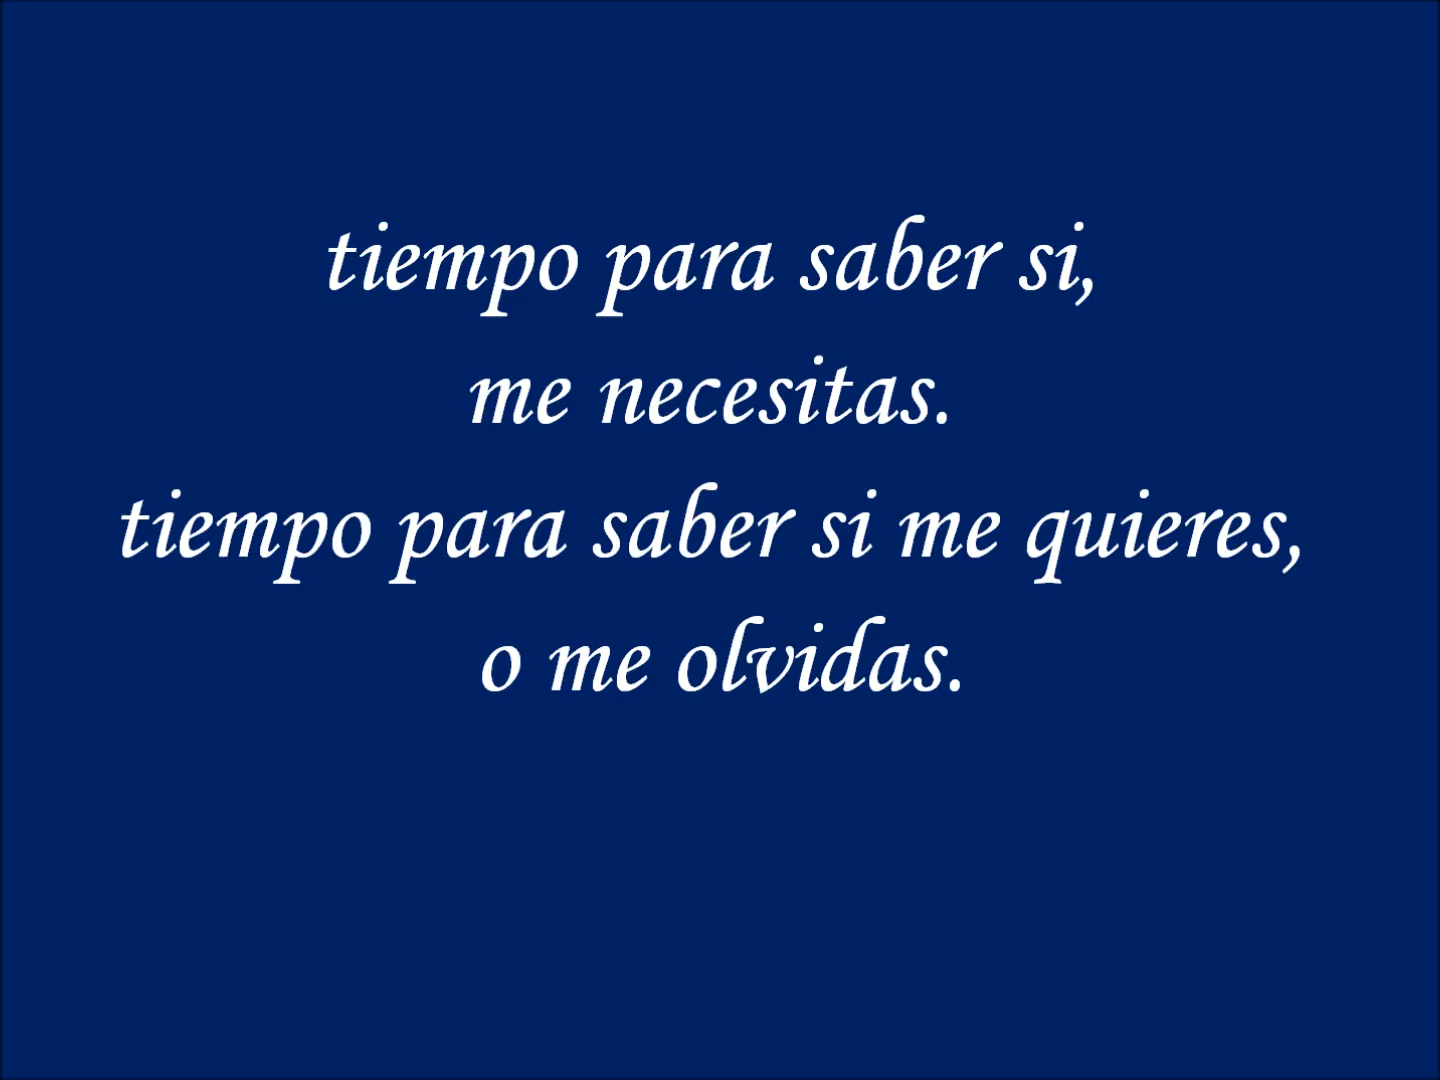 tiempo para saber si,
me necesitas.
tiempo para saber si me quieres,
o me olvidas.